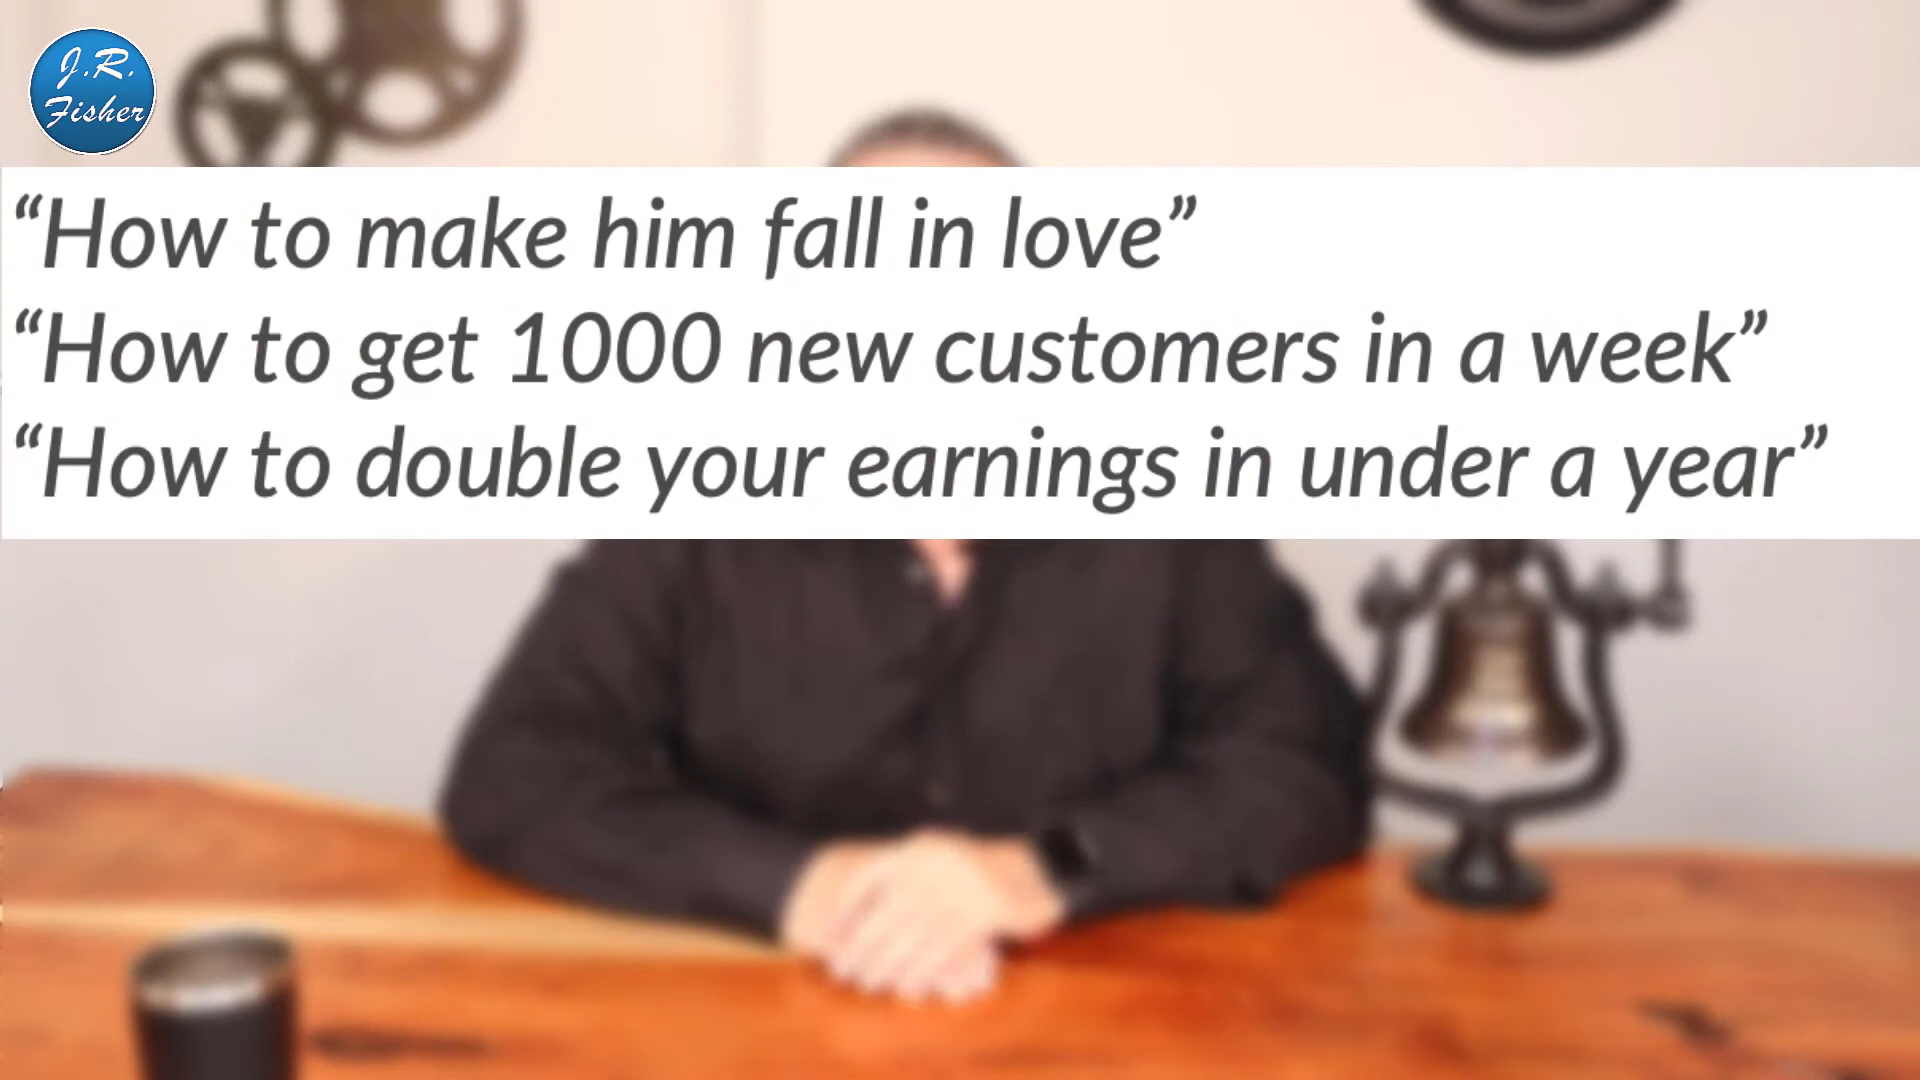 J.R.
Fisher
“How to make him fall in love”
“How to get 1000 new customers in a week”
“How to double your earnings in under a year”